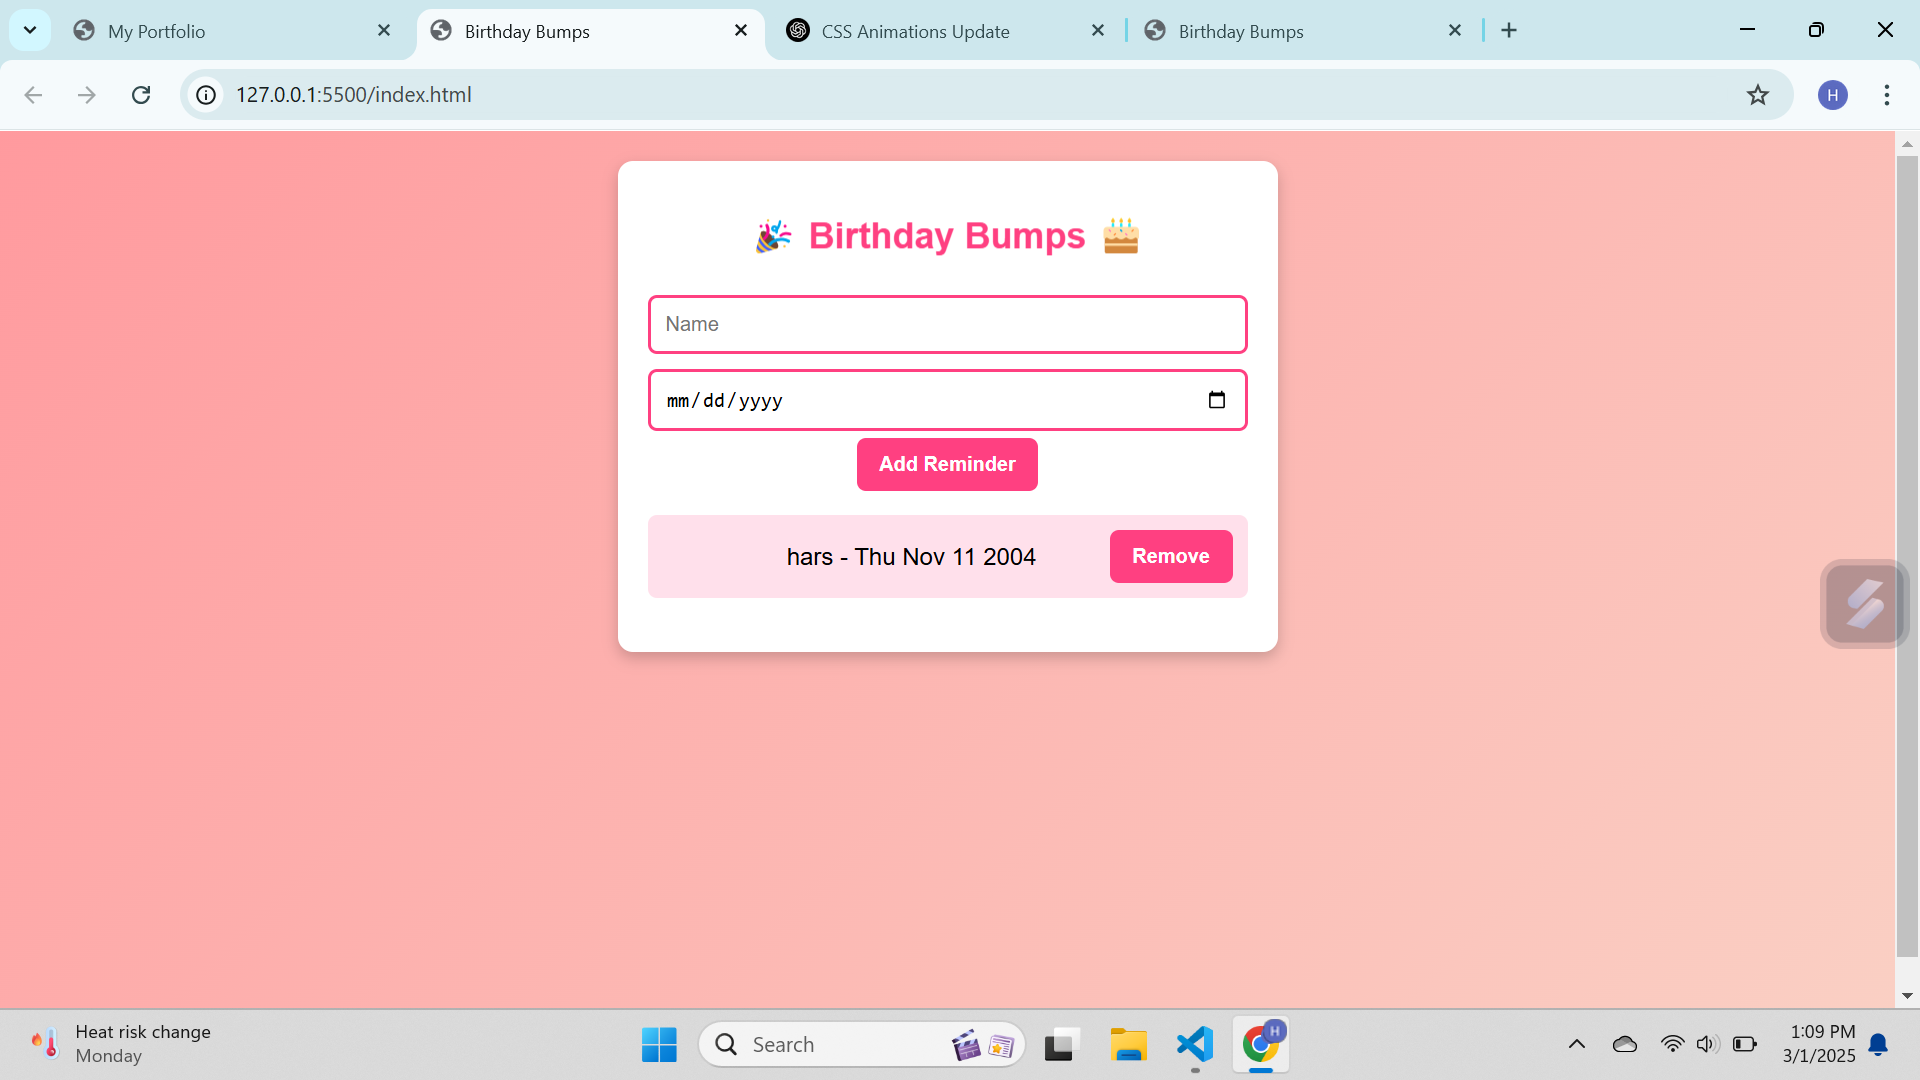 My Portfolio
Birthday Bumps
CSS Animations Update
Birthday Bumps
127.0.0.1:5500/index.html
H
🎉 Birthday Bumps 🎂
Name
mm/dd/yyyy
Add Reminder
hars - Thu Nov 11 2004
Remove
Heat risk change
Monday
Search
H
1:09 PM
3/1/2025